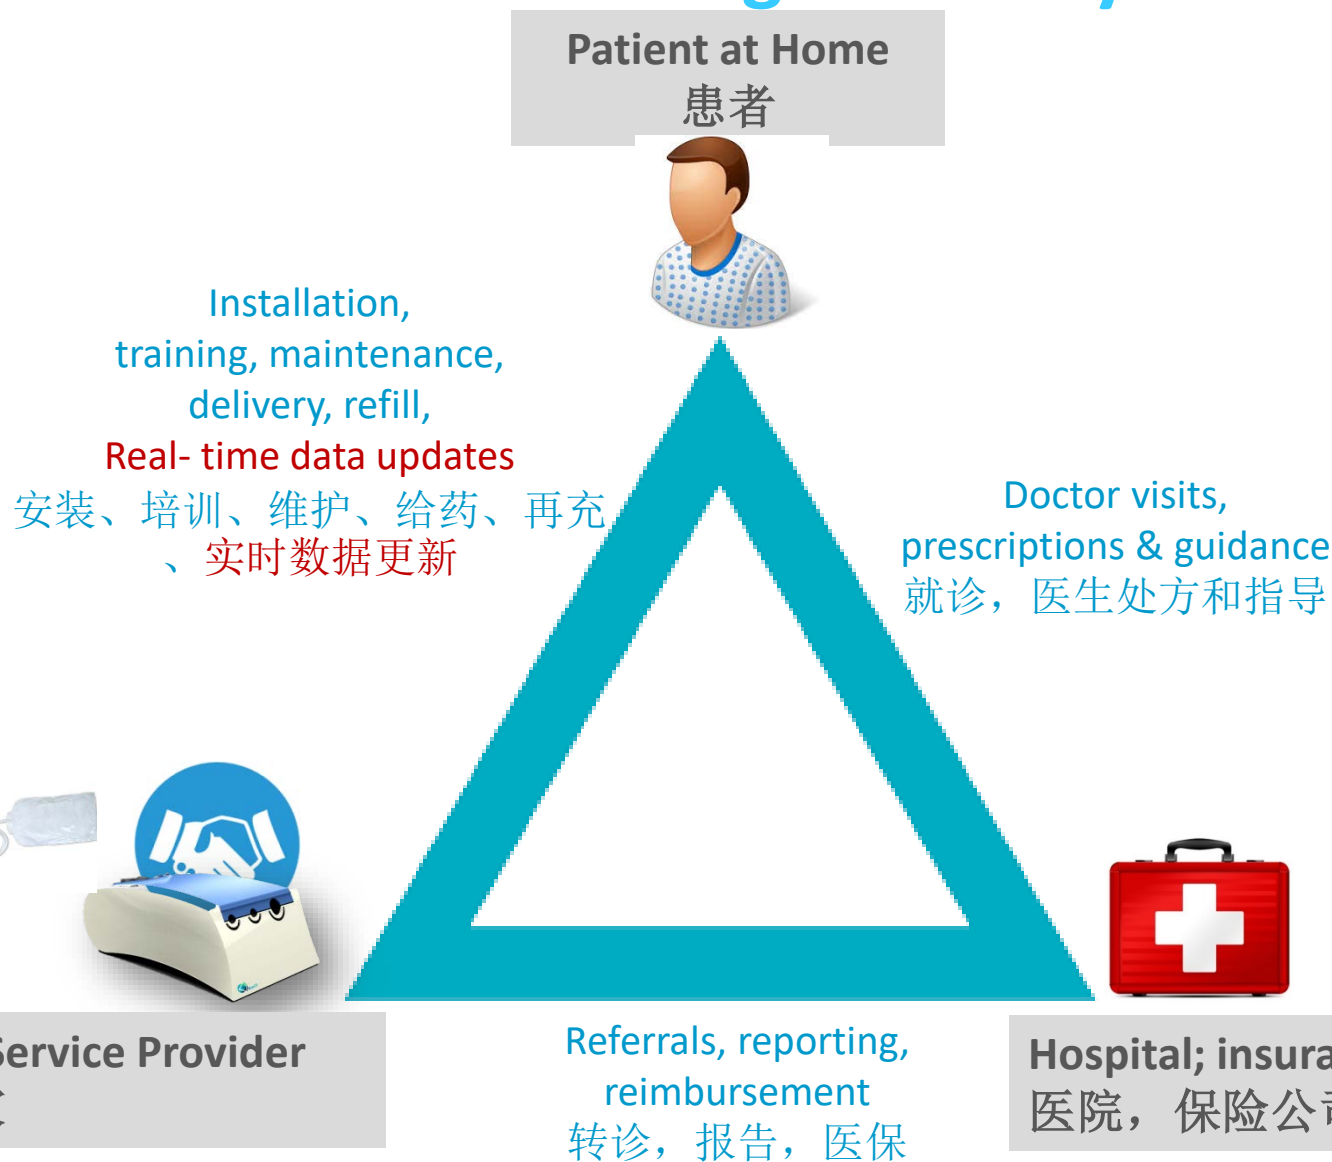 Patient at Home
患者
Installation,
training, maintenance,
delivery, refill,
Real- time data updates
安装、培训、维护、给药、再充
、实时数据更新
Doctor visits,
prescriptions & guidance
就诊，医生处方和指导
Service Provider
Referrals, reporting,
reimbursement
转诊，报告，医保
Hospital; insura
医院，保险公司